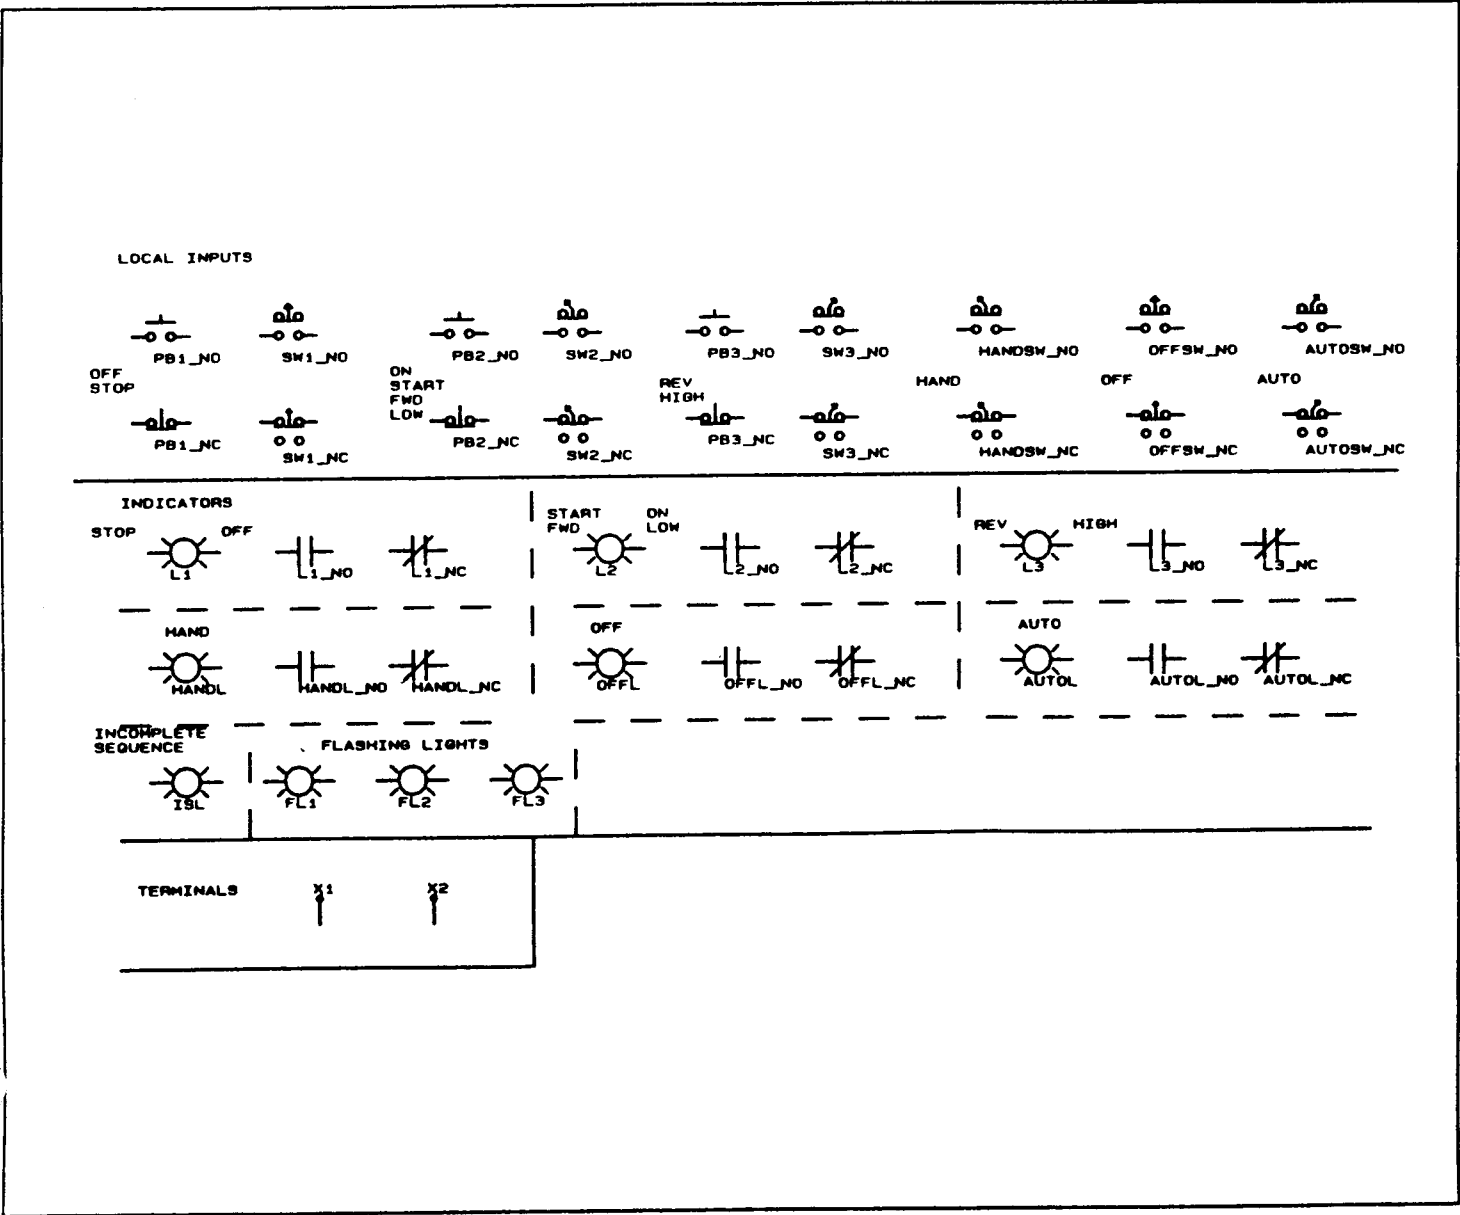 LOCAL INPUTS
PB1_NO SW1_NO PB2_NO SW2_NO PB3_NO SW3_NO HANDSW_NO OFFSW_NO AUTOSW_NO
OFF
STOP
ON
START
FWD
LOW
REV
HIGH
HAND
OFF
AUTO
PB1_NC SW1_NC PB2_NC SW2_NC PB3_NC SW3_NC HANDSW_NC OFFSW_NC AUTOSW_NC
INDICATORS
STOP OFF
L1 L1_NO L1_NC
START ON
FWD LOW
L2 L2_NO L2_NC
REV HIGH
L3 L3_NO L3_NC
HAND
HANDL HANDL_NO HANDL_NC
OFF
OFFL OFFL_NO OFFL_NC
AUTO
AUTOL AUTOL_NO AUTOL_NC
INCOMPLETE
SEQUENCE
ISL
FLASHING LIGHTS
FL1 FL2 FL3
TERMINALS X1 X2